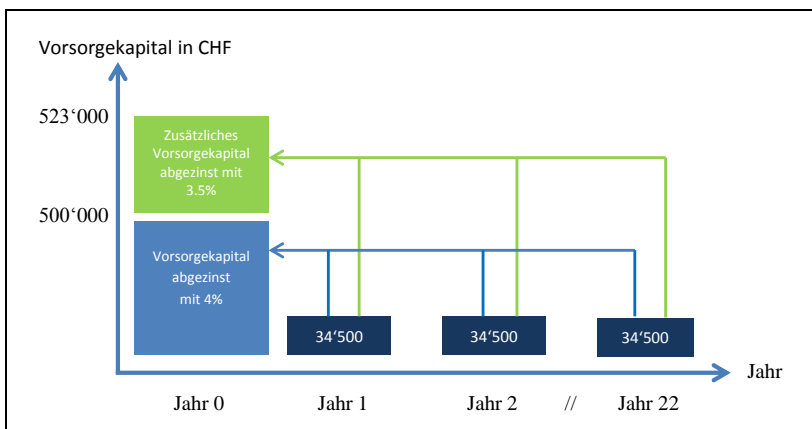 Vorsorgekapital in CHF
523‘000
Zusätzliches
Vorsorgekapital
abgezinst mit
3.5%
500‘000
Vorsorgekapital
abgezinst
mit 4%
34‘500
34‘500
34‘500
Jahr
Jahr 0
Jahr 1
Jahr 2
//
Jahr 22